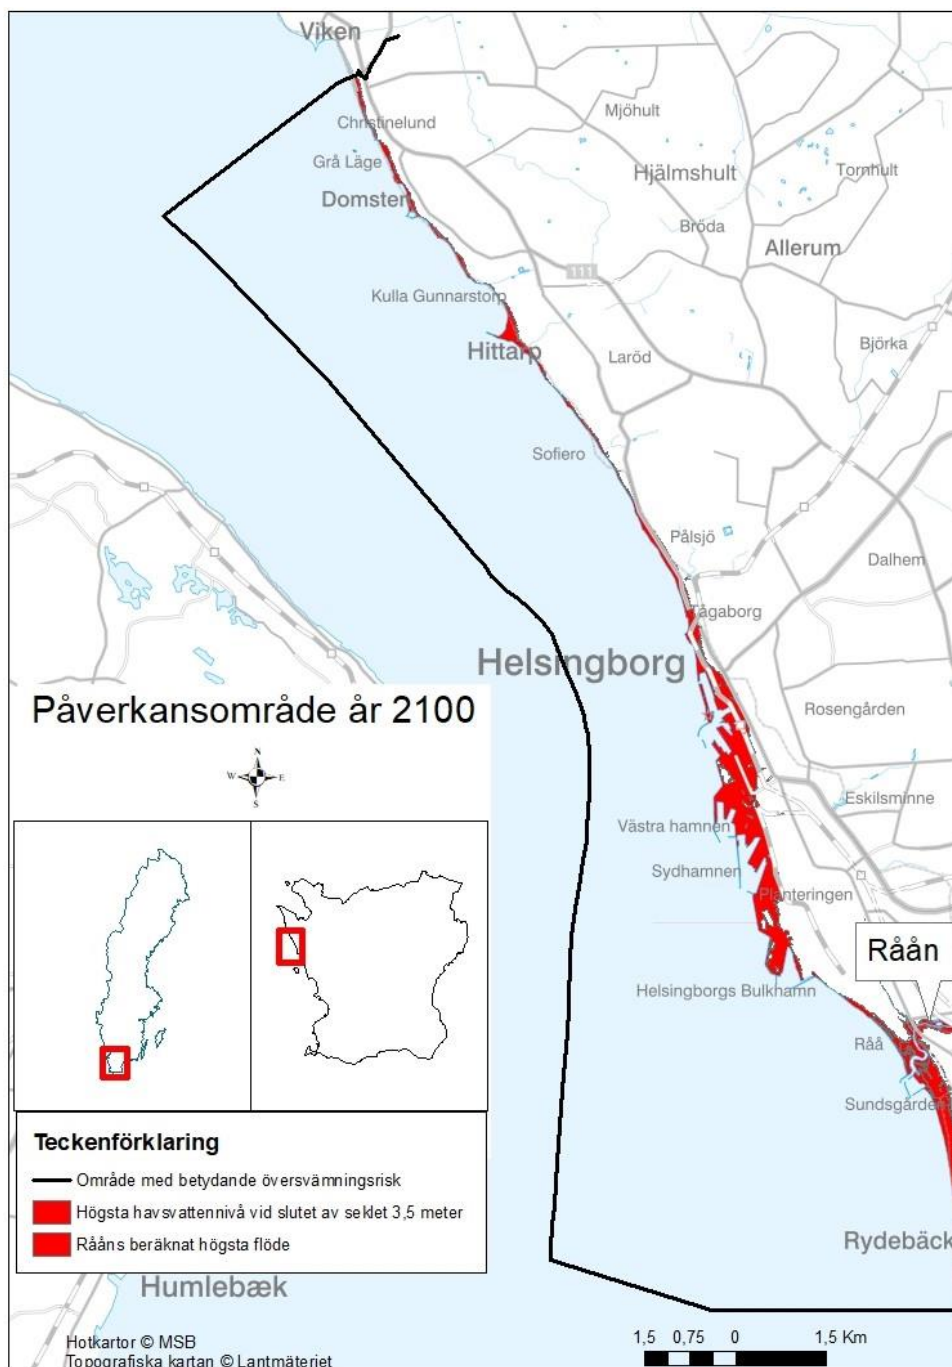 Viken
Mjöhult
Christinelund
Grå Läge
Hjälmshult
Tornhult
Domsten
Bröda
Allerum
111
Kulla Gunnarstorp
Björka
Hittarp
Laröd
Sofiero
Pålsjö
Dalhem
Tågaborg
Helsingborg
Rosengården
Påverkansområde år 2100
N
W E
S
Eskilsminne
Västra hamnen
Sydhamnen
Planteringen
Råån
Helsingborgs Bulkhamn
Råå
Sundsgården
Teckenförklaring
Område med betydande översvämningsrisk
Högsta havsvattennivå vid slutet av seklet 3,5 meter
Rååns beräknat högsta flöde
Rydebäck
Humlebæk
Hotkartor © MSB
Topografiska kartan © Lantmäteriet
1,5 0,75 0 1,5 Km